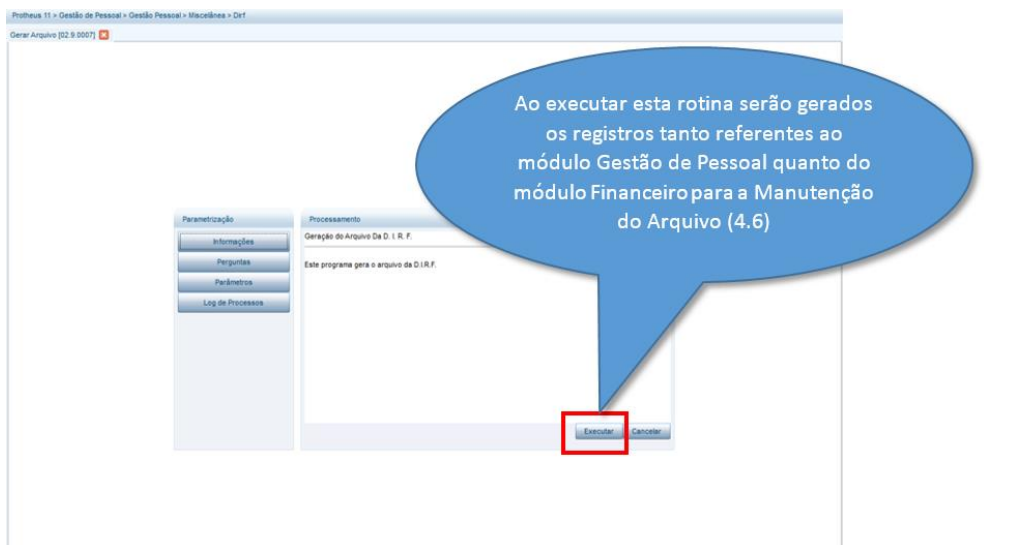 Protheus 11 > Gestão de Pessoal > Gestão Pessoal > Miscelânea > Dirf
Gerar Arquivo [02.9.0007]
Ao executar esta rotina serão gerados
os registros tanto referentes ao
módulo Gestão de Pessoal quanto do
módulo Financeiro para a Manutenção
do Arquivo (4.6)
Parametrização
Informações
Perguntas
Parâmetros
Log de Processos
Processamento
Geração do Arquivo Da D. I. R. F.
Este programa gera o arquivo da D.I.R.F.
Executar
Cancelar